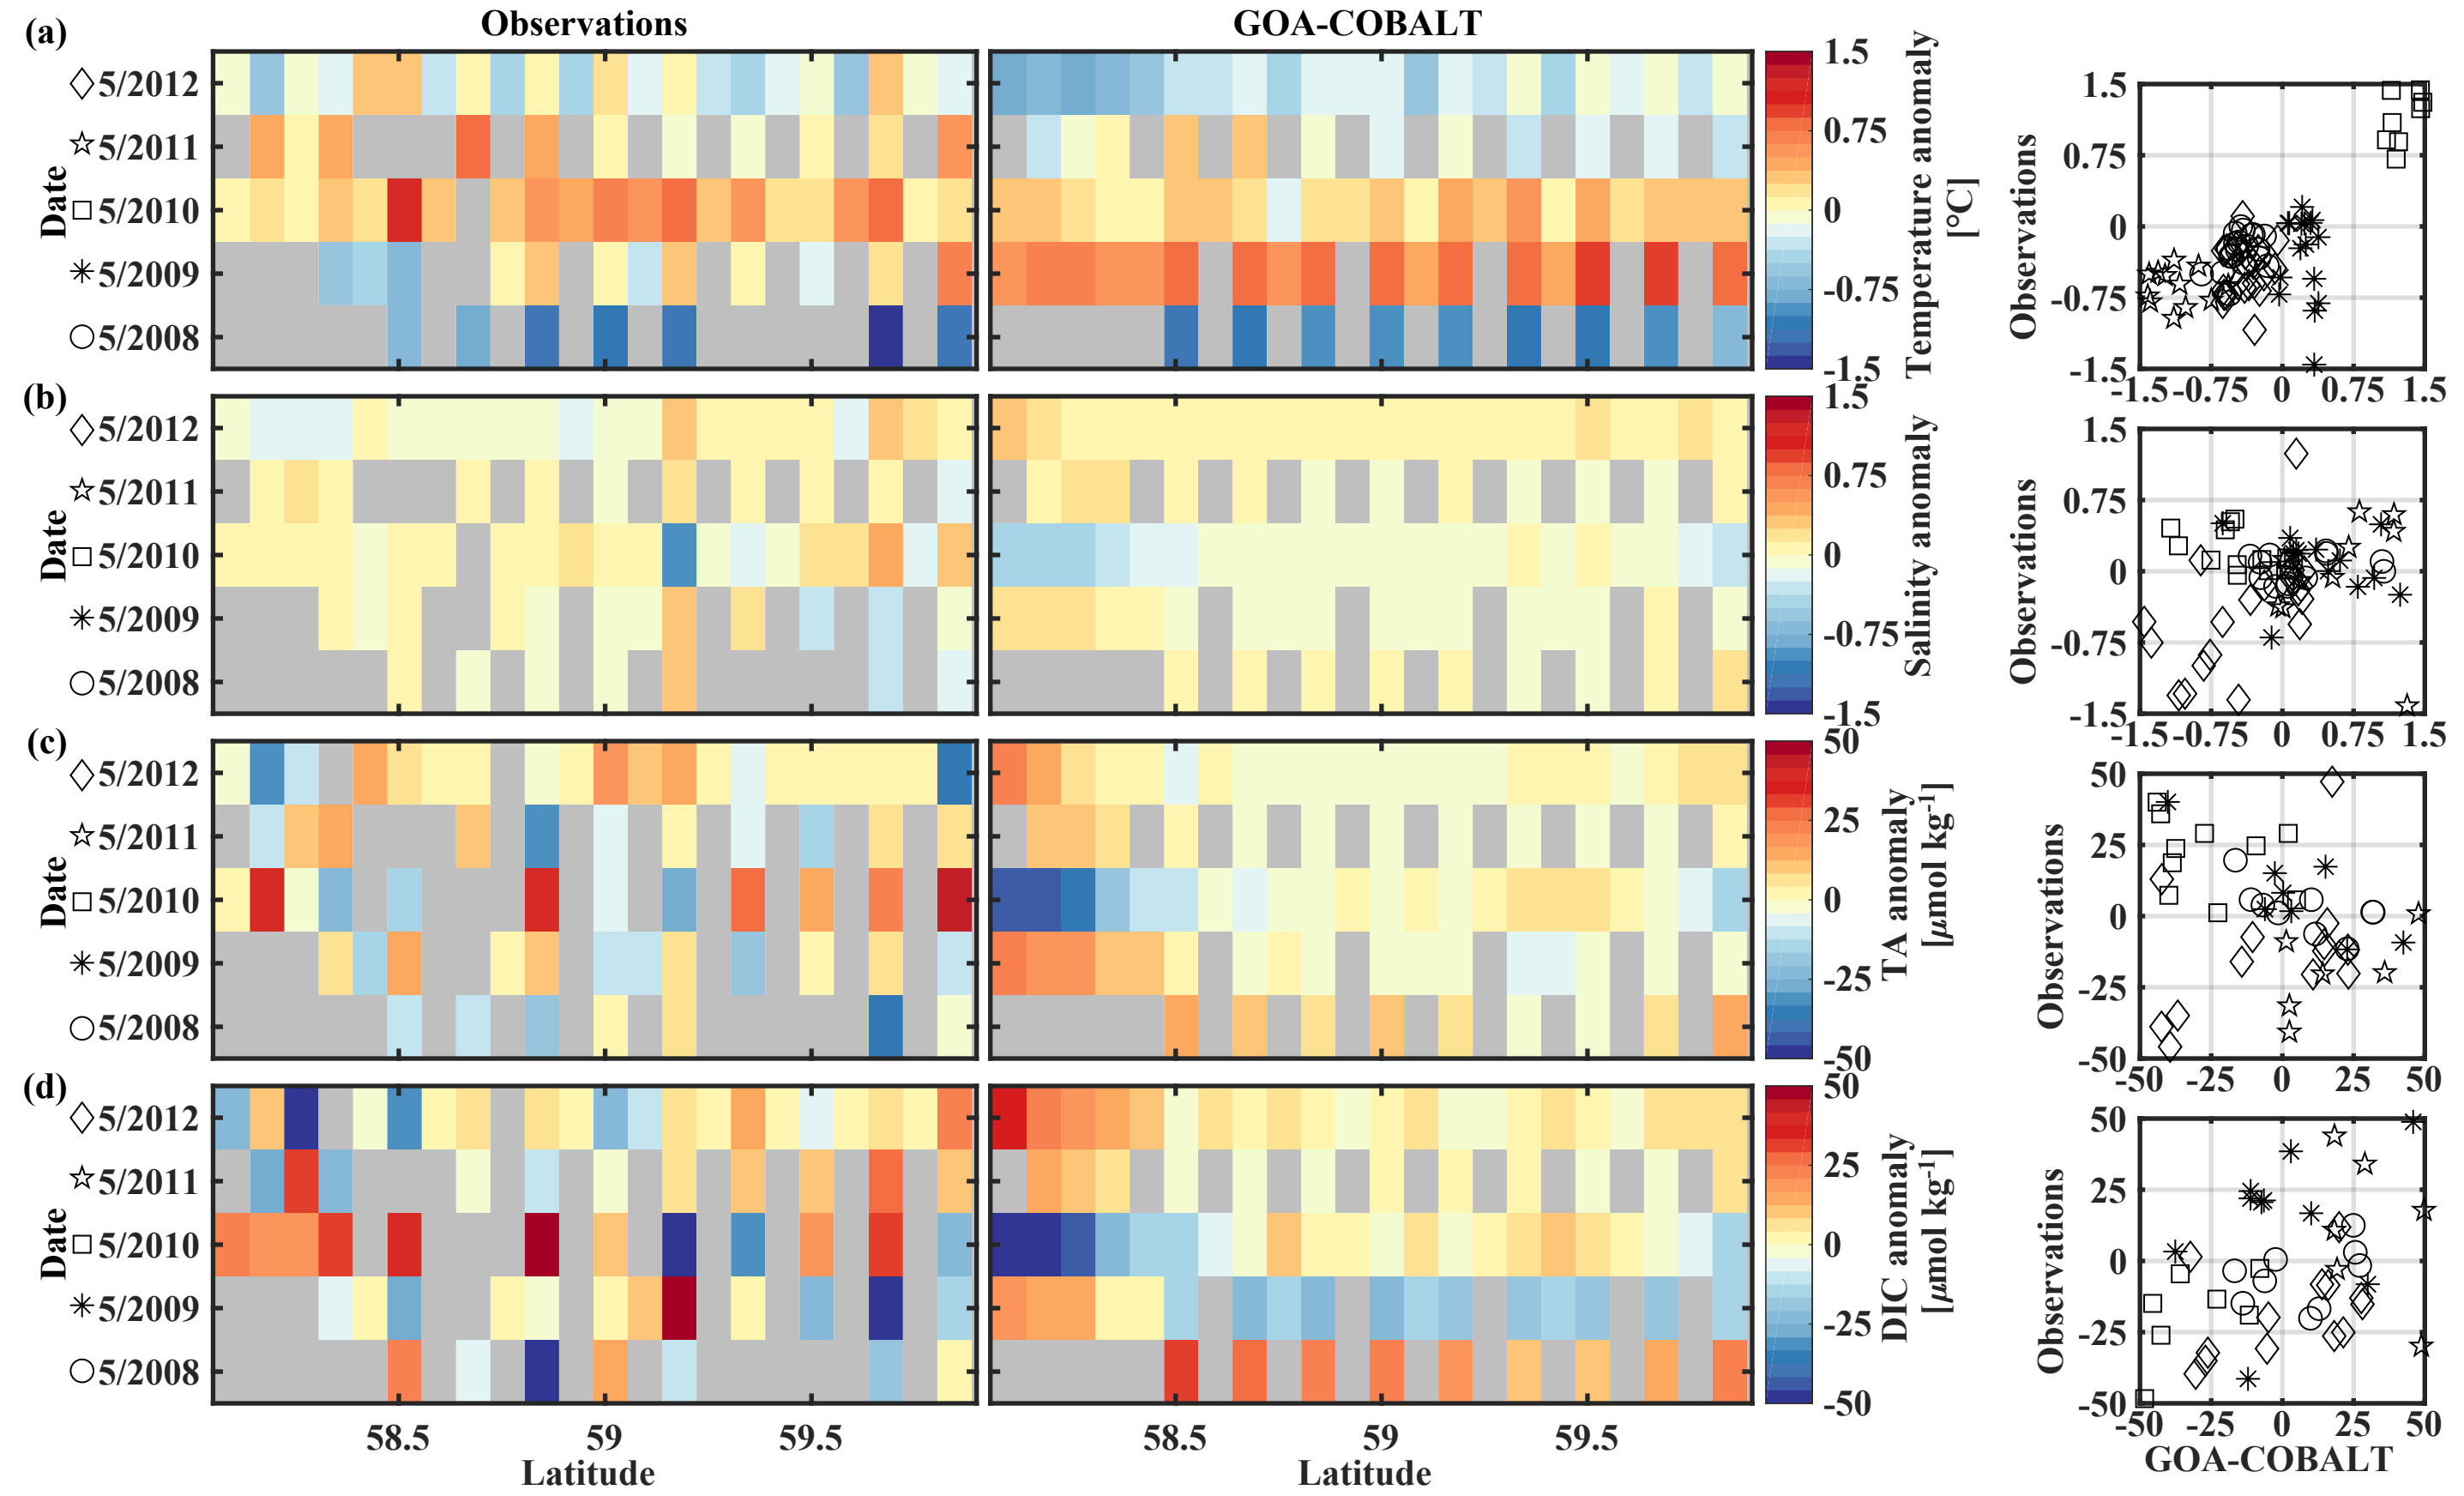 Observations GOA-COBALT
(a)
5/2012
5/2011
5/2010
5/2009
5/2008
Date
1.5
0.75
0
-0.75
-1.5
Temperature anomaly
[°C]
Observations
1.5
0.75
0
-0.75
-1.5
-1.5 -0.75 0 0.75 1.5
(b)
5/2012
5/2011
5/2010
5/2009
5/2008
Date
1.5
0.75
0
-0.75
-1.5
Salinity anomaly
Observations
1.5
0.75
0
-0.75
-1.5
-1.5 -0.75 0 0.75 1.5
(c)
5/2012
5/2011
5/2010
5/2009
5/2008
Date
50
25
0
-25
-50
TA anomaly
[μmol kg⁻¹]
Observations
50
25
0
-25
-50
-50 -25 0 25 50
(d)
5/2012
5/2011
5/2010
5/2009
5/2008
Date
58.5 59 59.5
Latitude
58.5 59 59.5
Latitude
50
25
0
-25
-50
DIC anomaly
[μmol kg⁻¹]
Observations
50
25
0
-25
-50
-50 -25 0 25 50
GOA-COBALT